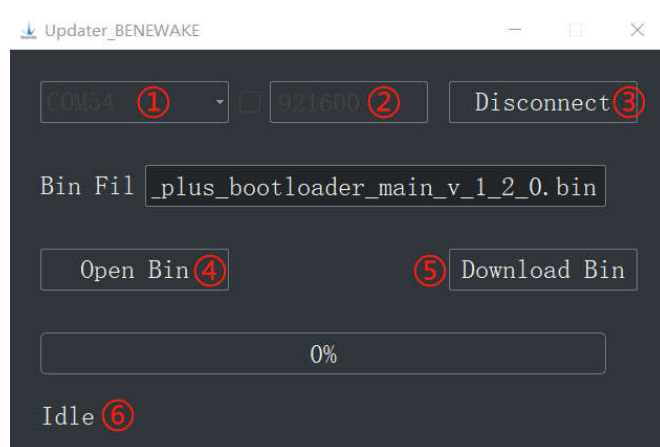 Updater_BENEWAKE
COM54 ① 921600 ② Disconnect ③
Bin Fil _plus_bootloader_main_v_1_2_0.bin
Open Bin ④ ⑤ Download Bin
0%
Idle ⑥